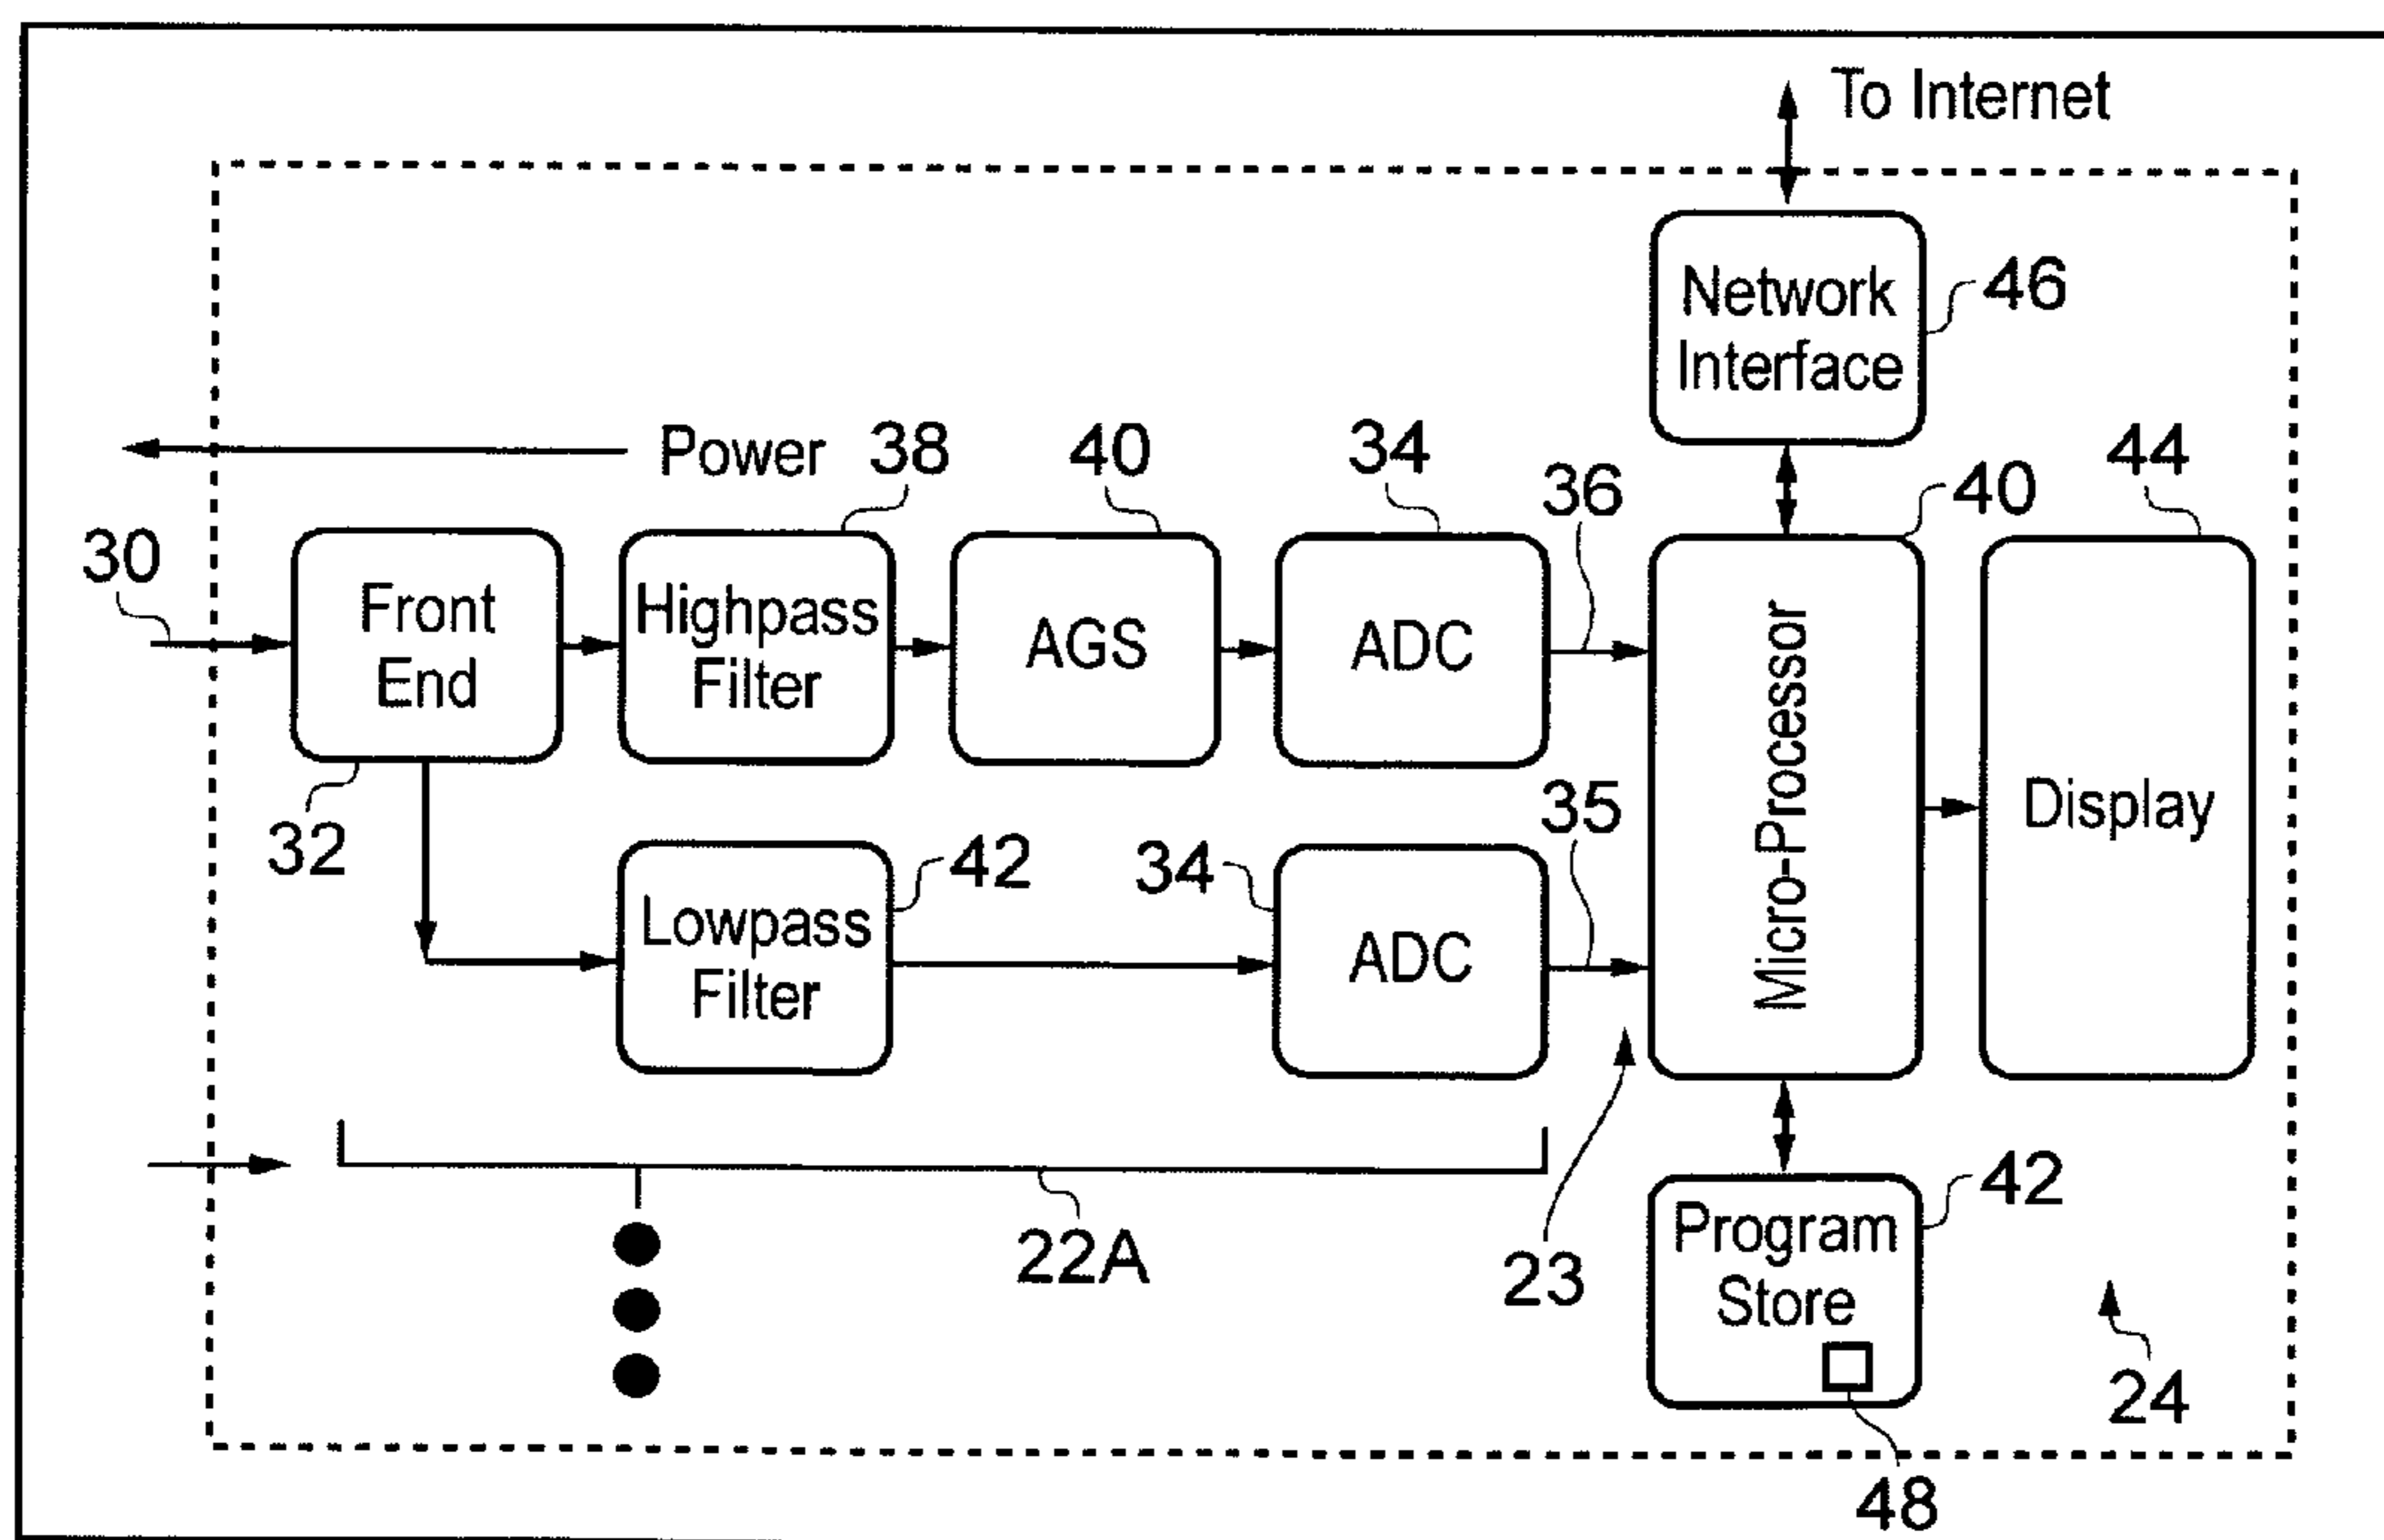 To Internet
Network
Interface
46
Power
38
40
34
36
40
44
30
Front
End
Highpass
Filter
AGS
ADC
Micro-Processor
Display
32
42
34
35
Lowpass
Filter
ADC
22A
23
Program
Store
42
24
48